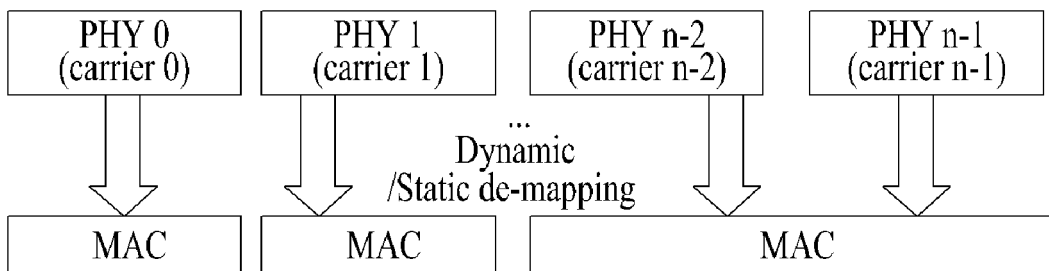 PHY 0
(carrier 0)
PHY 1
(carrier 1)
PHY n-2
(carrier n-2)
PHY n-1
(carrier n-1)
...
Dynamic
/Static de-mapping
MAC
MAC
MAC